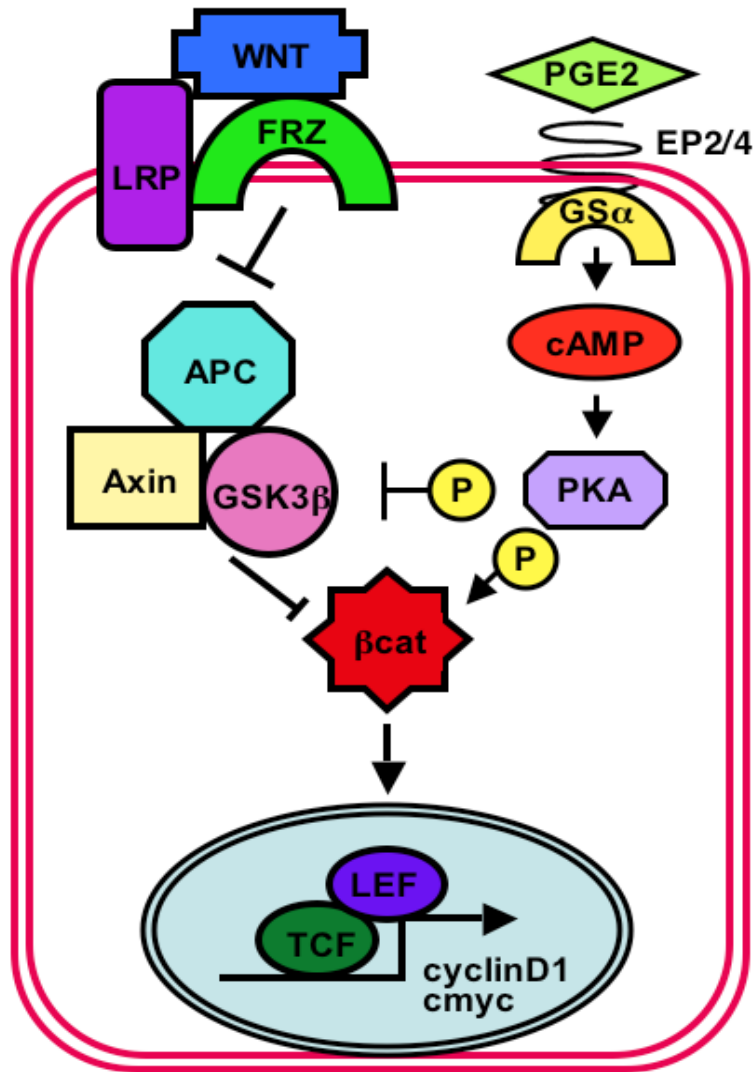 WNT
PGE2
FRZ
EP2/4
LRP
GSα
cAMP
APC
Axin
GSK3β
P
PKA
P
βcat
LEF
TCF
cyclinD1
cmyc